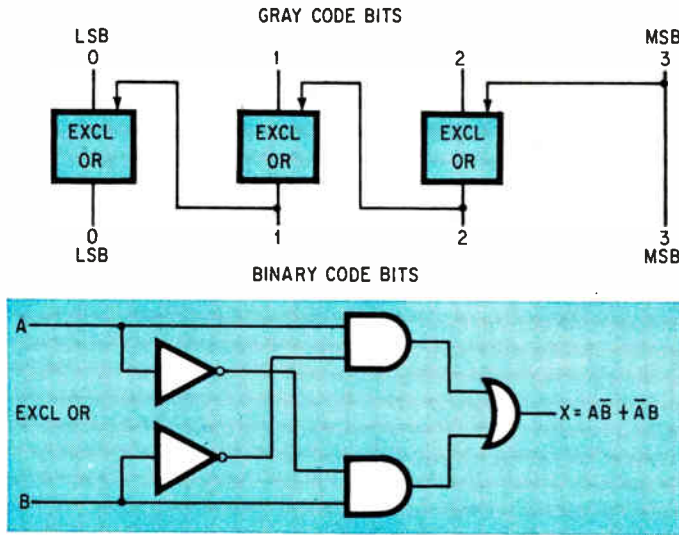 GRAY CODE BITS
LSB MSB
0 1 2 3
EXCL OR EXCL OR EXCL OR
0 1 2 3
LSB MSB
BINARY CODE BITS
A
EXCL OR
X = AB̅ + A̅B
B